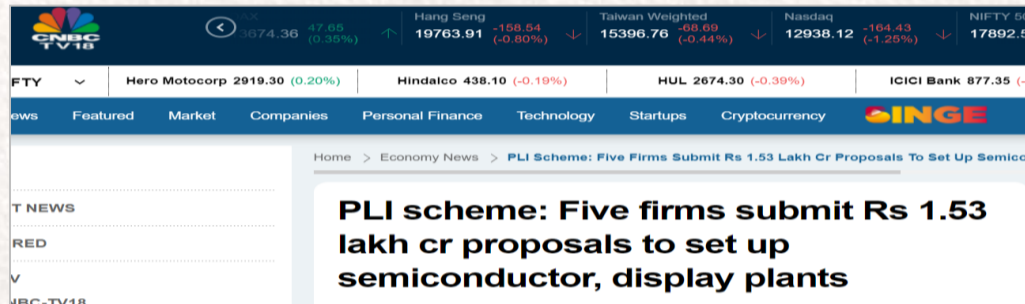 CNBC
TV18
AX
3674.36
47.65
(0.35%)
Hang Seng
19763.91
-158.54
(-0.80%)
Taiwan Weighted
15396.76
-68.69
(-0.44%)
Nasdaq
12938.12
-164.43
(-1.25%)
NIFTY 50
17892.5
FTY
Hero Motocorp 2919.30 (0.20%)
Hindalco 438.10 (-0.19%)
HUL 2674.30 (-0.39%)
ICICI Bank 877.35 (-
ews Featured Market Companies Personal Finance Technology Startups Cryptocurrency BINGE
Home > Economy News > PLI Scheme: Five Firms Submit Rs 1.53 Lakh Cr Proposals To Set Up Semico
T NEWS
RED
V
NBC-TV18
PLI scheme: Five firms submit Rs 1.53
lakh cr proposals to set up
semiconductor, display plants